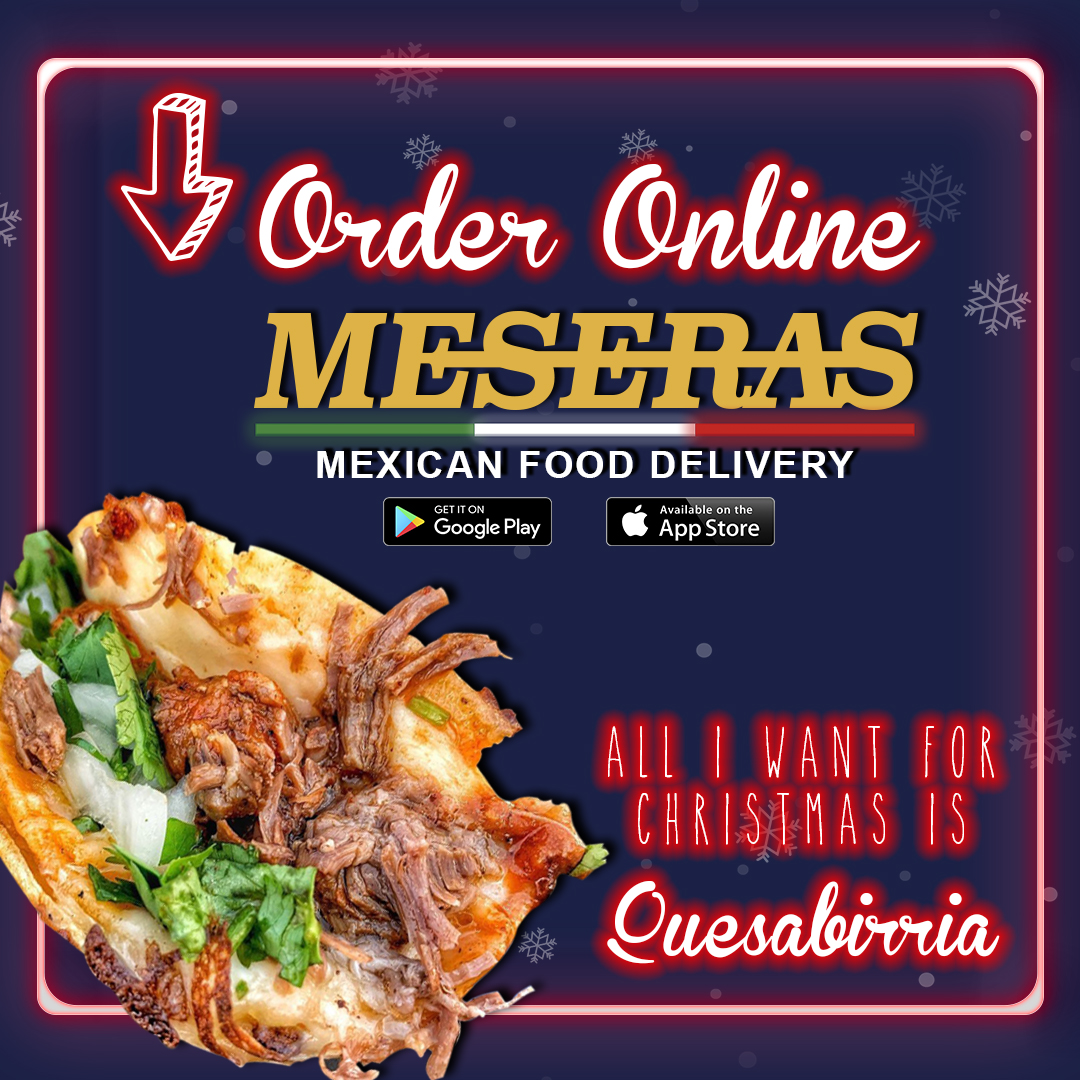 Order Online
MESERAS
MEXICAN FOOD DELIVERY
GET IT ON
Google Play
Available on the
App Store
ALL I WANT FOR
CHRISTMAS IS
Quesabirria